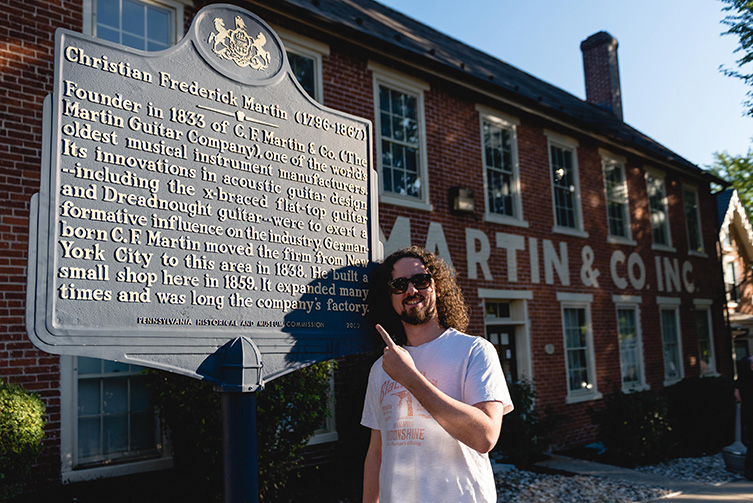 Christian Frederick Martin (1796-1867)
Founder in 1833 of C.F. Martin & Co. (The
Martin Guitar Company), one of the world's
oldest musical instrument manufacturers.
Its innovations in acoustic guitar design
--including the x-braced flat-top guitar
and Dreadnought guitar--were to exert a
formative influence on the industry. German-
born C.F. Martin moved the firm from New
York City to this area in 1838. He built a
small shop here in 1859. It expanded many
times and was long the company's factory.
PENNSYLVANIA HISTORICAL AND MUSEUM COMMISSION
MARTIN & CO. INC.